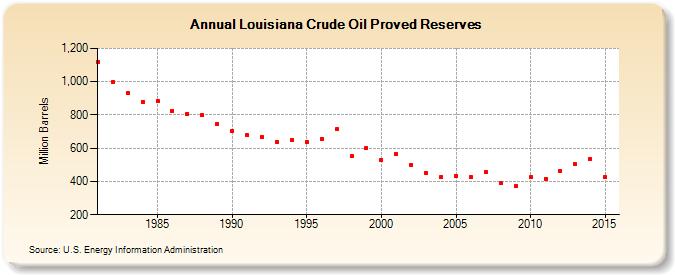 Annual Louisiana Crude Oil Proved Reserves
Million Barrels
1,200
1,000
800
600
400
200
1985 1990 1995 2000 2005 2010 2015
Source: U.S. Energy Information Administration